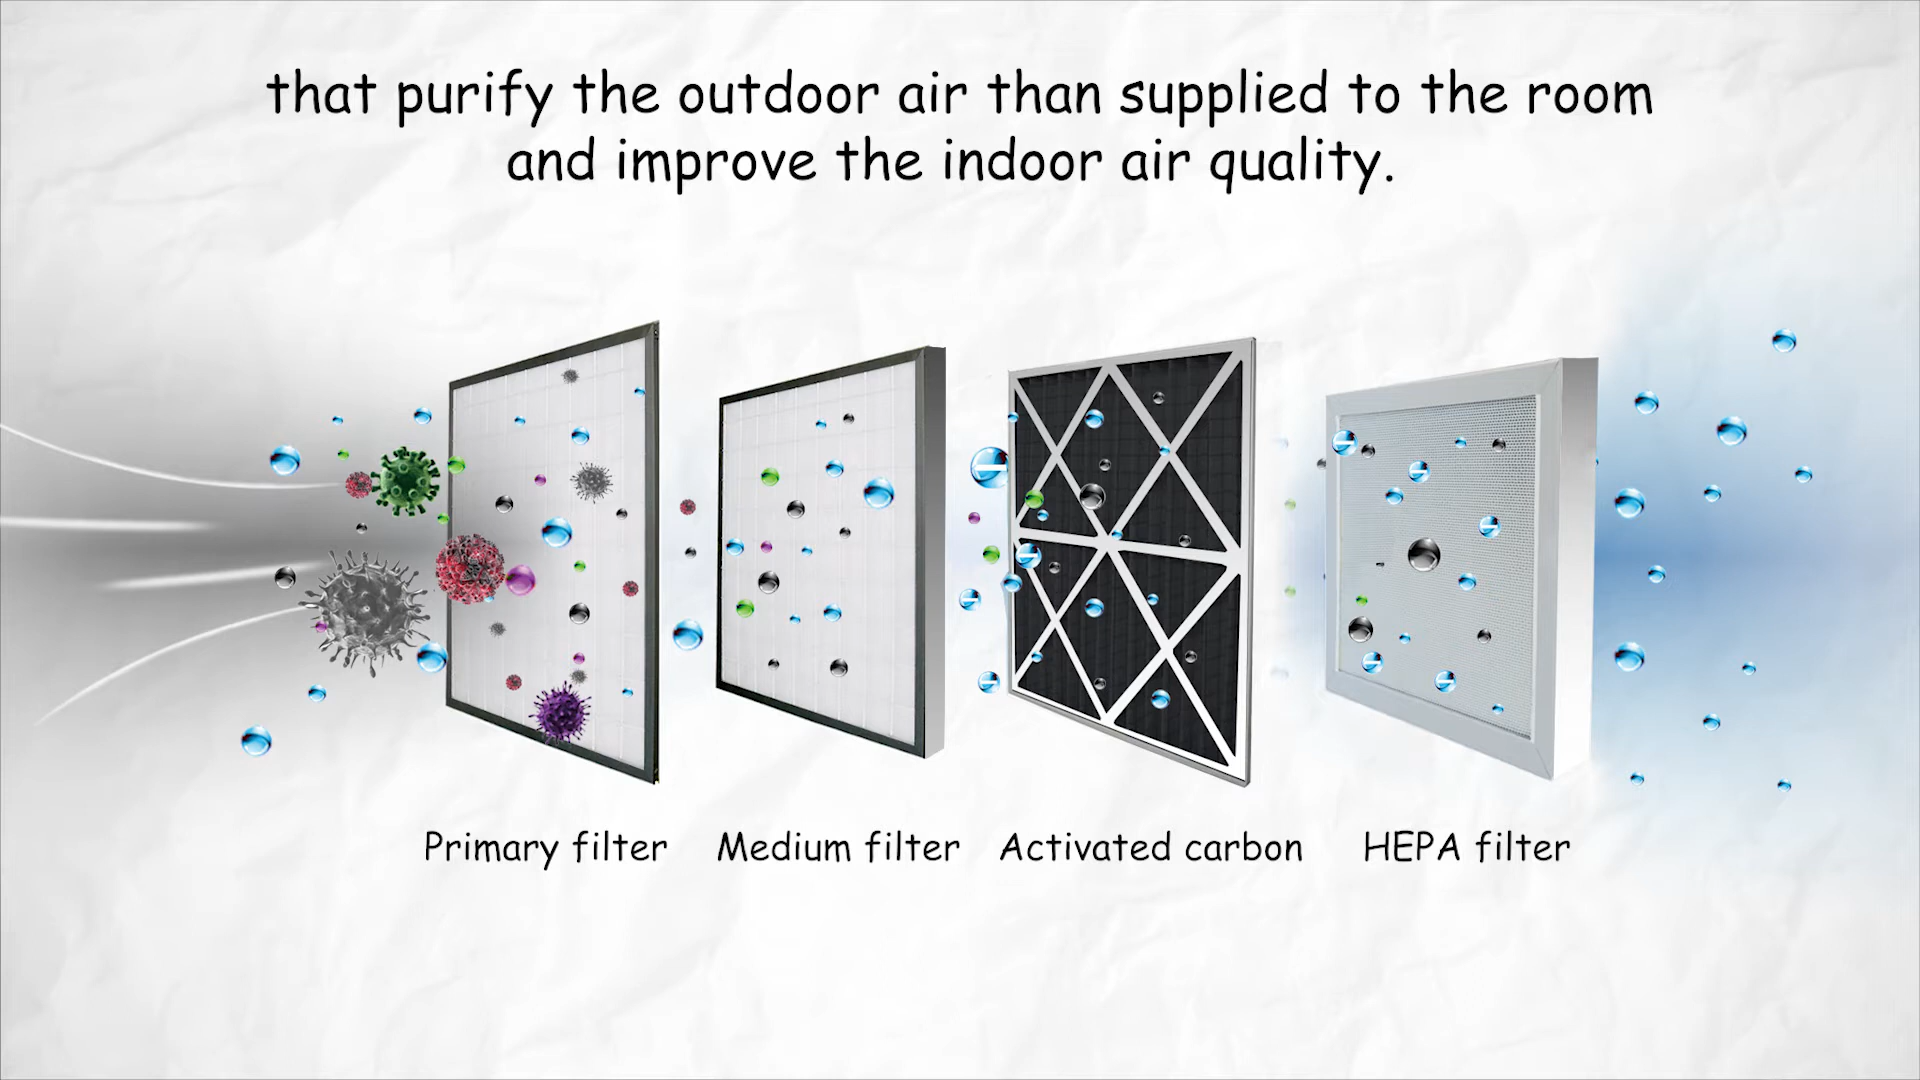 that purify the outdoor air than supplied to the room
and improve the indoor air quality.
Primary filter
Medium filter
Activated carbon
HEPA filter